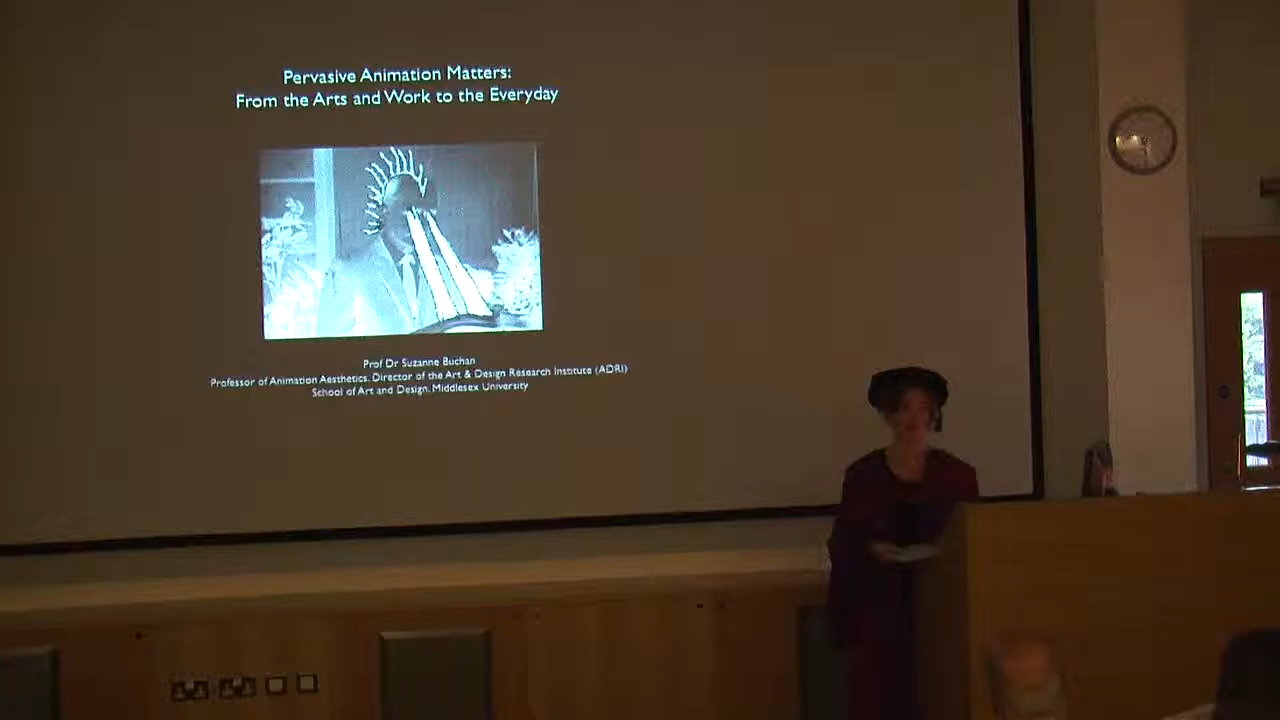 Pervasive Animation Matters:
From the Arts and Work to the Everyday
Prof Dr Suzanne Buchan
Professor of Animation Aesthetics. Director of the Art & Design Research Institute (ADRI)
School of Art and Design. Middlesex University